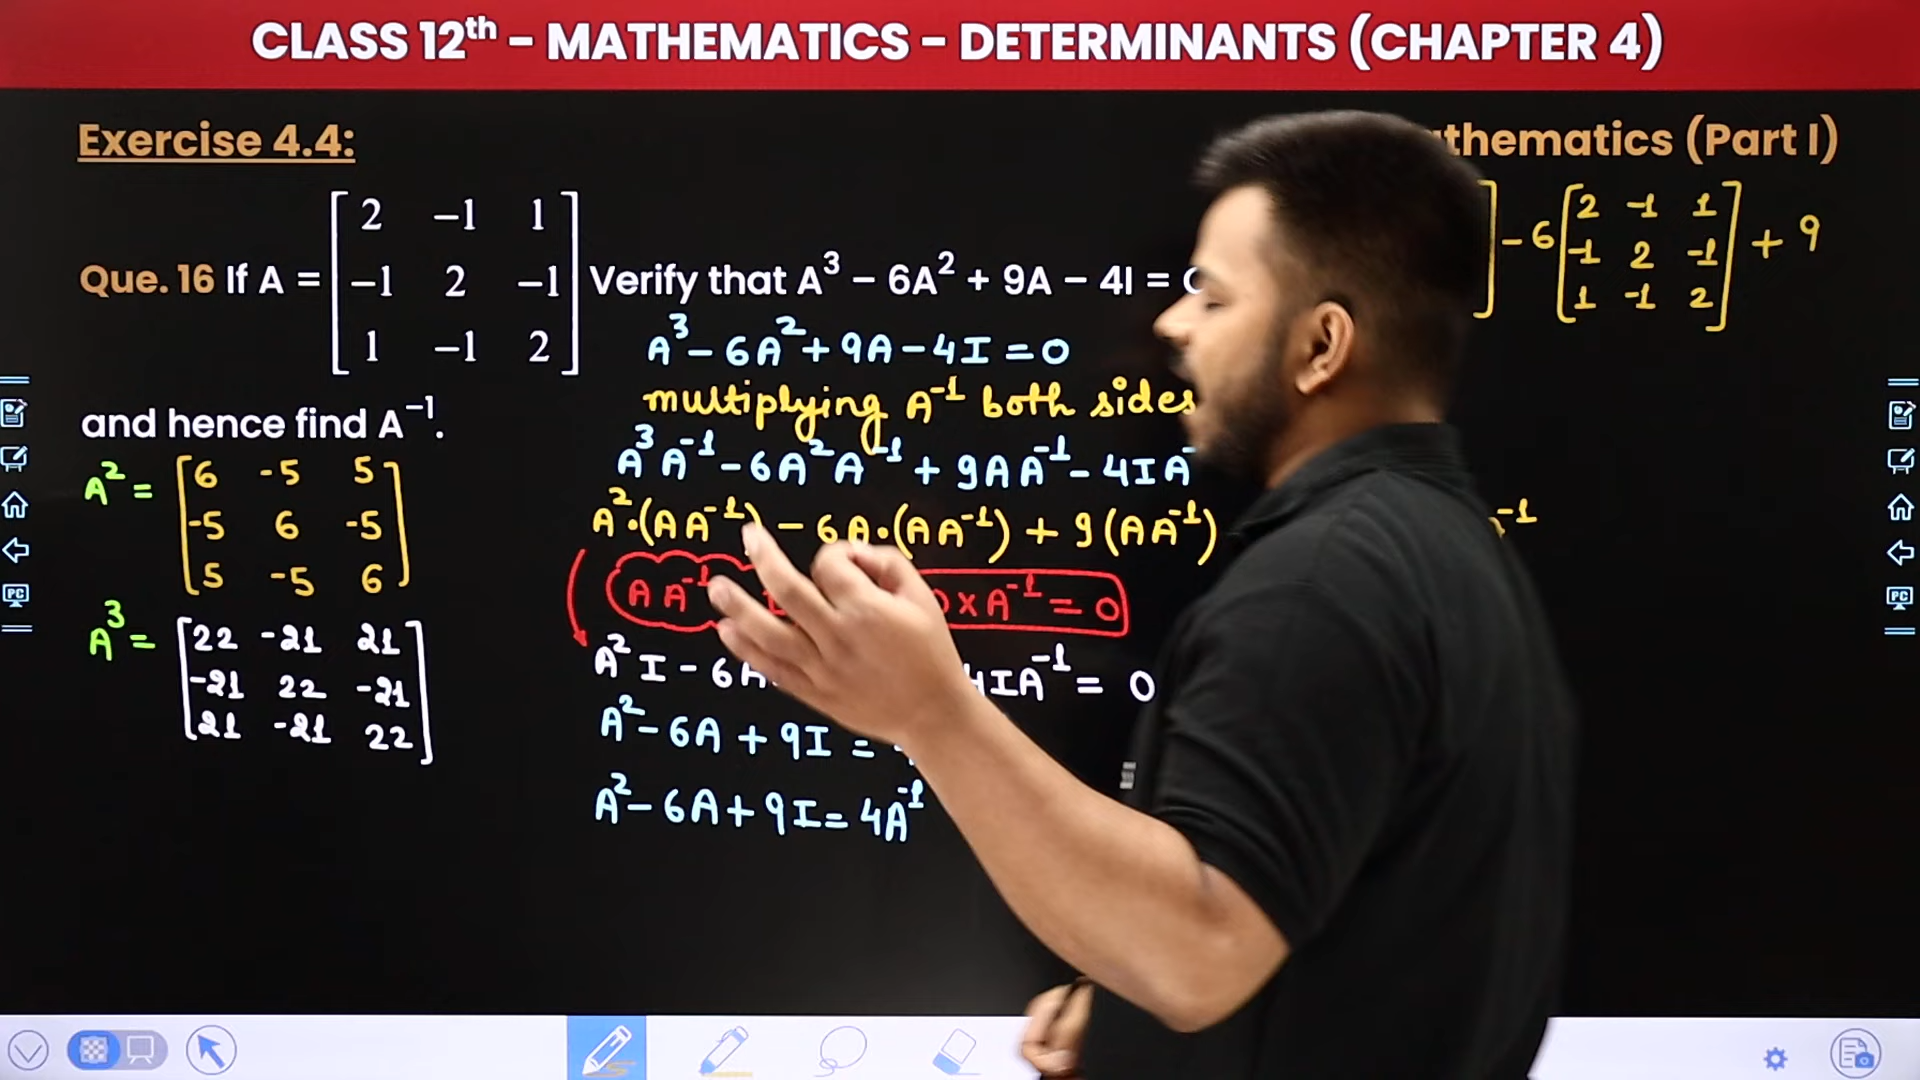 CLASS 12th – MATHEMATICS – DETERMINANTS (CHAPTER 4)
Exercise 4.4:
thematics (Part I)
Que. 16 If A = [2 –1 1
–1 2 –1
1 –1 2] Verify that A³ – 6A² + 9A – 4I =
and hence find A⁻¹.
A² = [6 -5 5
-5 6 -5
5 -5 6]
A³ = [22 -21 21
-21 22 -21
21 -21 22]
A³ - 6A² + 9A - 4I = 0
multiplying A⁻¹ both sides
A³A⁻¹ - 6A²A⁻¹ + 9AA⁻¹ - 4IA
A²·(AA⁻¹) - 6A·(AA⁻¹) + 9(AA⁻¹)
AA⁻¹
×A⁻¹ = 0
A²I - 6A
4IA⁻¹ = 0
A² - 6A + 9I =
A² - 6A + 9I = 4A⁻¹
] - 6 [2 -1 1
-1 2 -1
1 -1 2] + 9
PC
PC